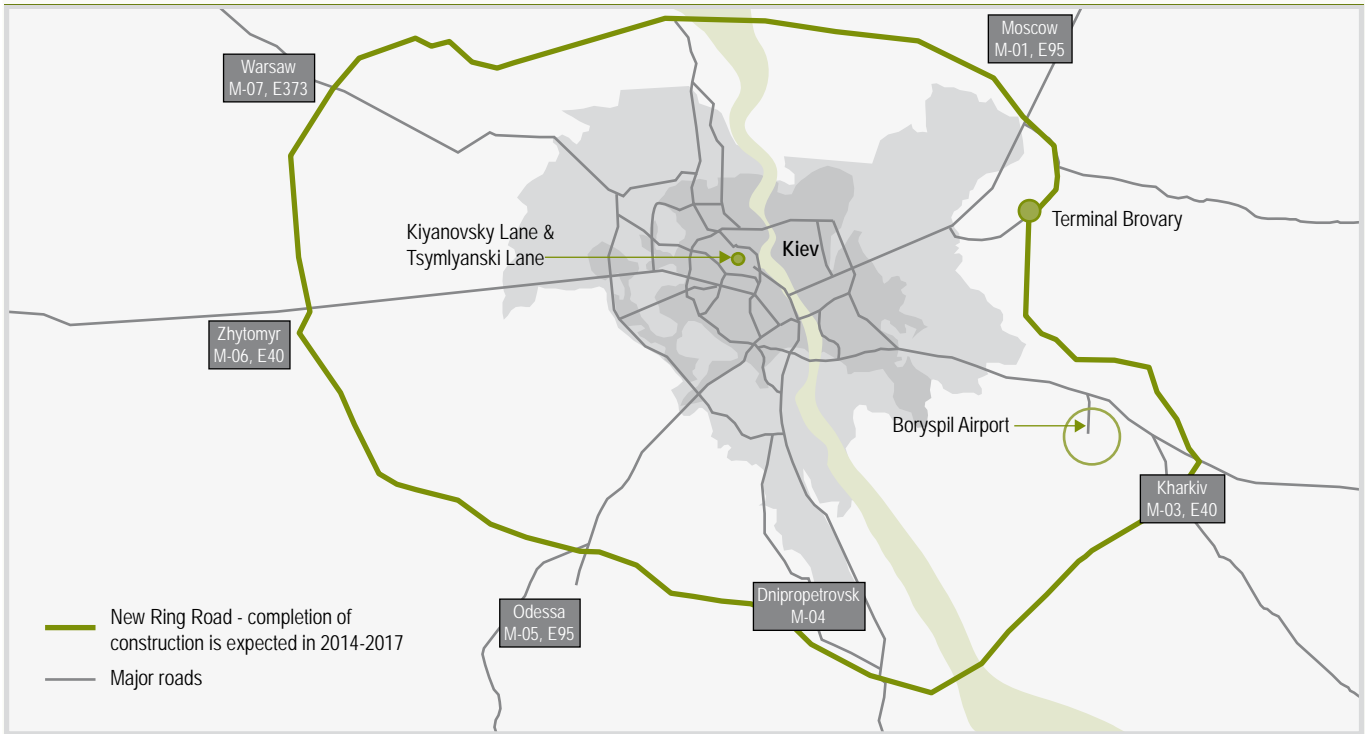 Moscow
M-01, E95
Warsaw
M-07, E373
Terminal Brovary
Kiyanovsky Lane &
Tsymlyanski Lane
Kiev
Zhytomyr
M-06, E40
Boryspil Airport
Kharkiv
M-03, E40
Dnipropetrovsk
M-04
Odessa
M-05, E95
New Ring Road - completion of
construction is expected in 2014-2017
Major roads